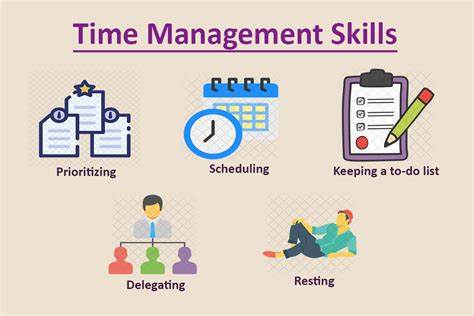 Time Management Skills
Prioritizing
Scheduling
Keeping a to-do list
Delegating
Resting